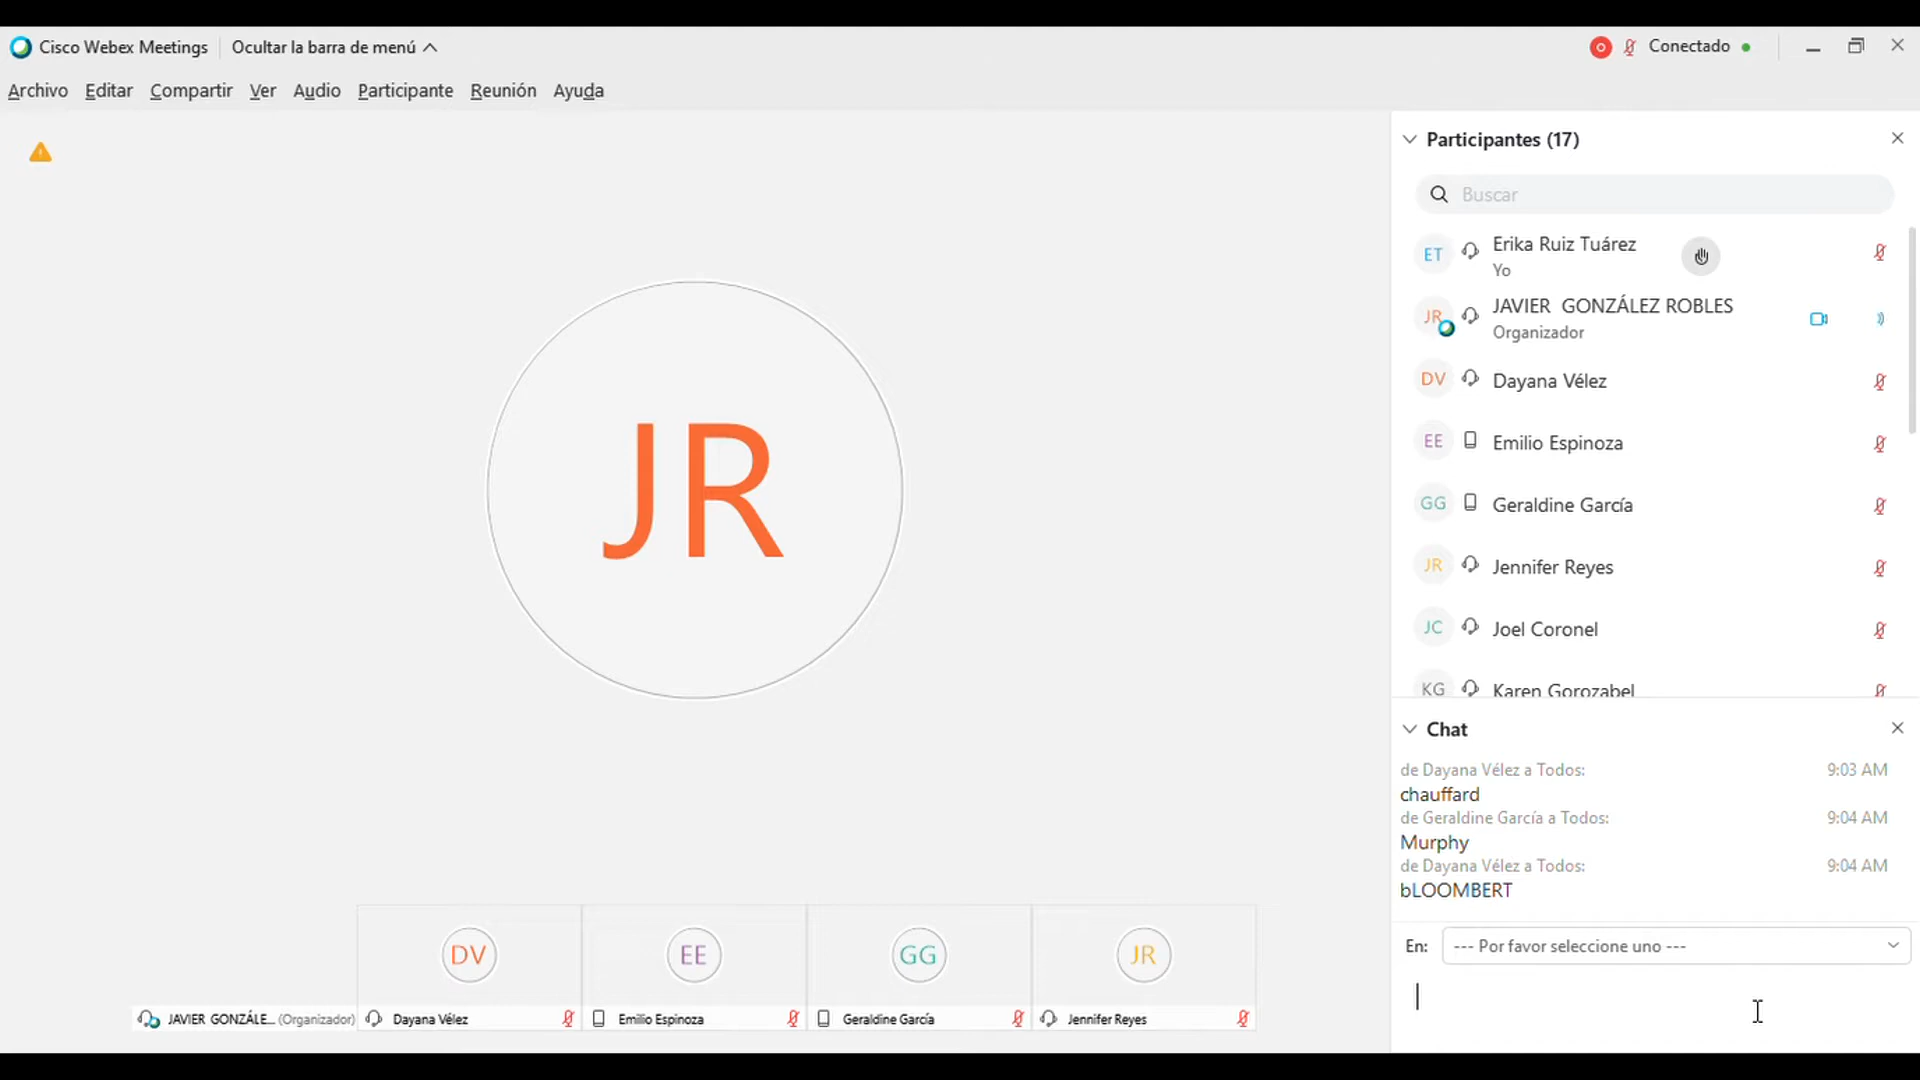 Cisco Webex Meetings
Ocultar la barra de menú
Conectado
Archivo Editar Compartir Ver Audio Participante Reunión Ayuda
JR
DV
EE
GG
JR
JAVIER GONZÁLE... (Organizador)
Dayana Vélez
Emilio Espinoza
Geraldine García
Jennifer Reyes
Participantes (17)
Buscar
ET Erika Ruiz Tuárez
Yo
JR JAVIER GONZÁLEZ ROBLES
Organizador
DV Dayana Vélez
EE Emilio Espinoza
GG Geraldine García
JR Jennifer Reyes
JC Joel Coronel
KG Karen Gorozabel
Chat
de Dayana Vélez a Todos: 9:03 AM
chauffard
de Geraldine García a Todos: 9:04 AM
Murphy
de Dayana Vélez a Todos: 9:04 AM
bLOOMBERT
En: --- Por favor seleccione uno ---